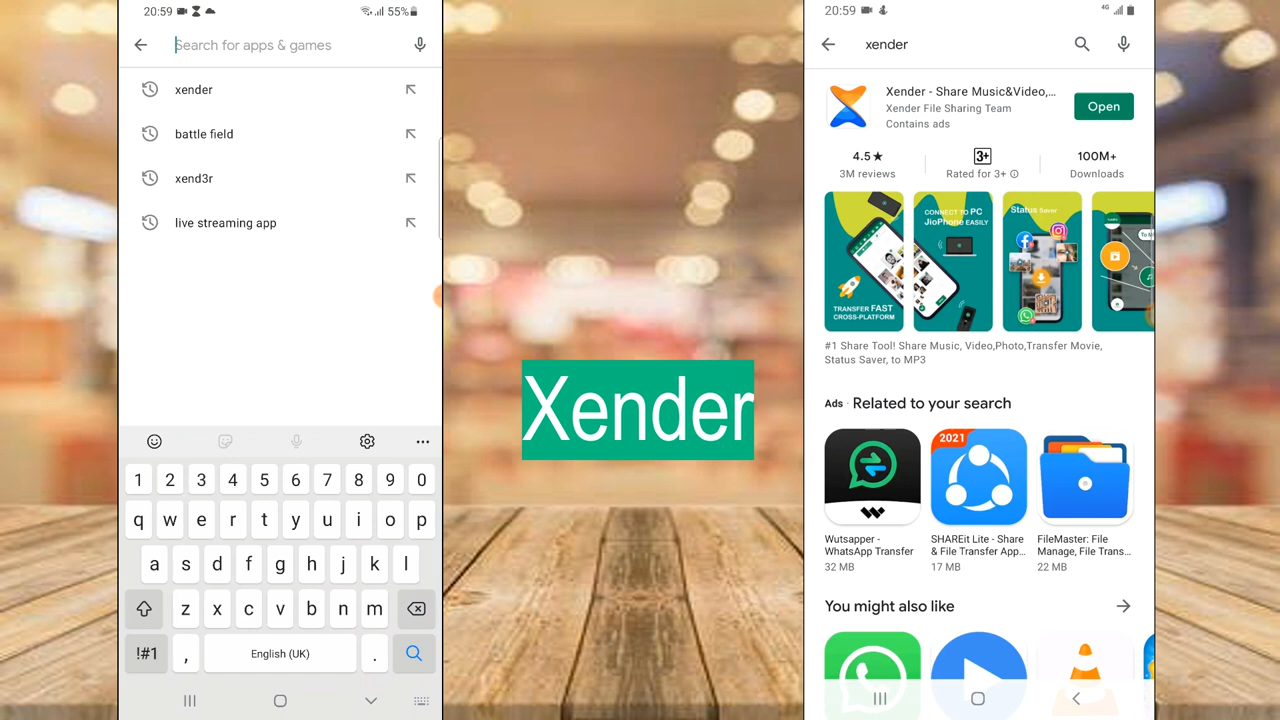 20:59
55%
Search for apps & games
xender
battle field
xend3r
live streaming app
1 2 3 4 5 6 7 8 9 0
q w e r t y u i o p
a s d f g h j k l
z x c v b n m
!#1 , English (UK) .
Xender
20:59
4G
xender
Xender - Share Music&Video,...
Xender File Sharing Team
Contains ads
Open
4.5★
3M reviews
3+
Rated for 3+
100M+
Downloads
TRANSFER FAST
CROSS-PLATFORM
CONNECT TO PC
JioPhone EASILY
Status Saver
#1 Share Tool! Share Music, Video,Photo,Transfer Movie,
Status Saver, to MP3
Ads · Related to your search
2021
Wutsapper -
WhatsApp Transfer
32 MB
SHAREit Lite - Share
& File Transfer App...
17 MB
FileMaster: File
Manage, File Trans...
22 MB
You might also like